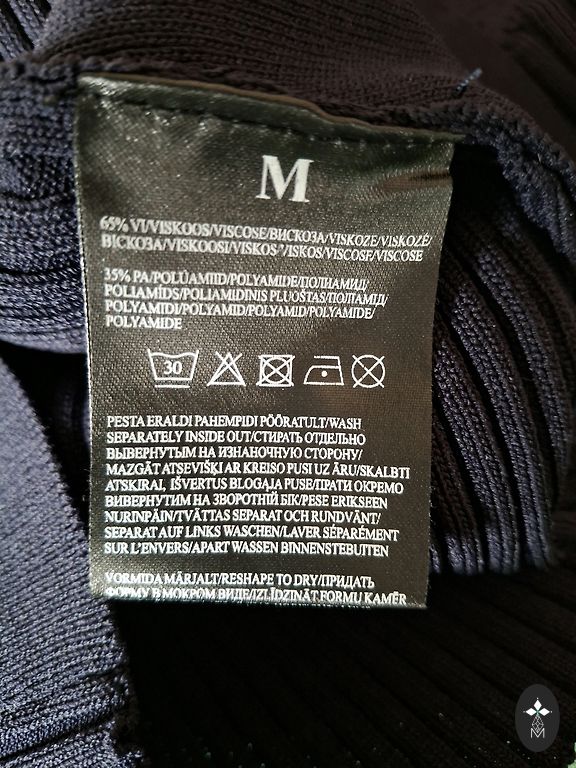 M
65% VI/VISKOOS/VISCOSE/ВИСКОЗА/VISKOZE/VISKOZĖ/
ВІСКОЗА/VISKOOSI/VISKOS/VISKOS/VISCOSE/VISCOSE
35% PA/POLÜAMIID/POLYAMIDE/ПОЛИАМИД/
POLIAMĪDS/POLIAMIDINIS PLUOŠTAS/ПОЛІАМІД/
POLYAMIDI/POLYAMID/POLYAMID/POLYAMIDE/
POLYAMIDE
30
PESTA ERALDI PAHEMPIDI PÖÖRATULT/WASH
SEPARATELY INSIDE OUT/СТИРАТЬ ОТДЕЛЬНО
ВЫВЕРНУТЫМ НА ИЗНАНОЧНУЮ СТОРОНУ/
MAZGĀT ATSEVIŠĶI AR KREISO PUSI UZ ĀRU/SKALBTI
ATSKIRAI, IŠVERTUS BLOGĄJA PUSE/ПРАТИ ОКРЕМО
ВИВЕРНУТИМ НА ЗВОРОТНІЙ БІК/PESE ERIKSEEN
NURINPÄIN/TVÄTTAS SEPARAT OCH RUNDVÄNT/
SEPARAT AUF LINKS WASCHEN/LAVER SÉPARÉMENT
SUR L'ENVERS/APART WASSEN BINNENSTEBUITEN
VORMIDA MÄRJALT/RESHAPE TO DRY/ПРИДАТЬ
ФОРМУ В МОКРОМ ВИДЕ/IZLĪDZINĀT FORMU KAMĒR
M